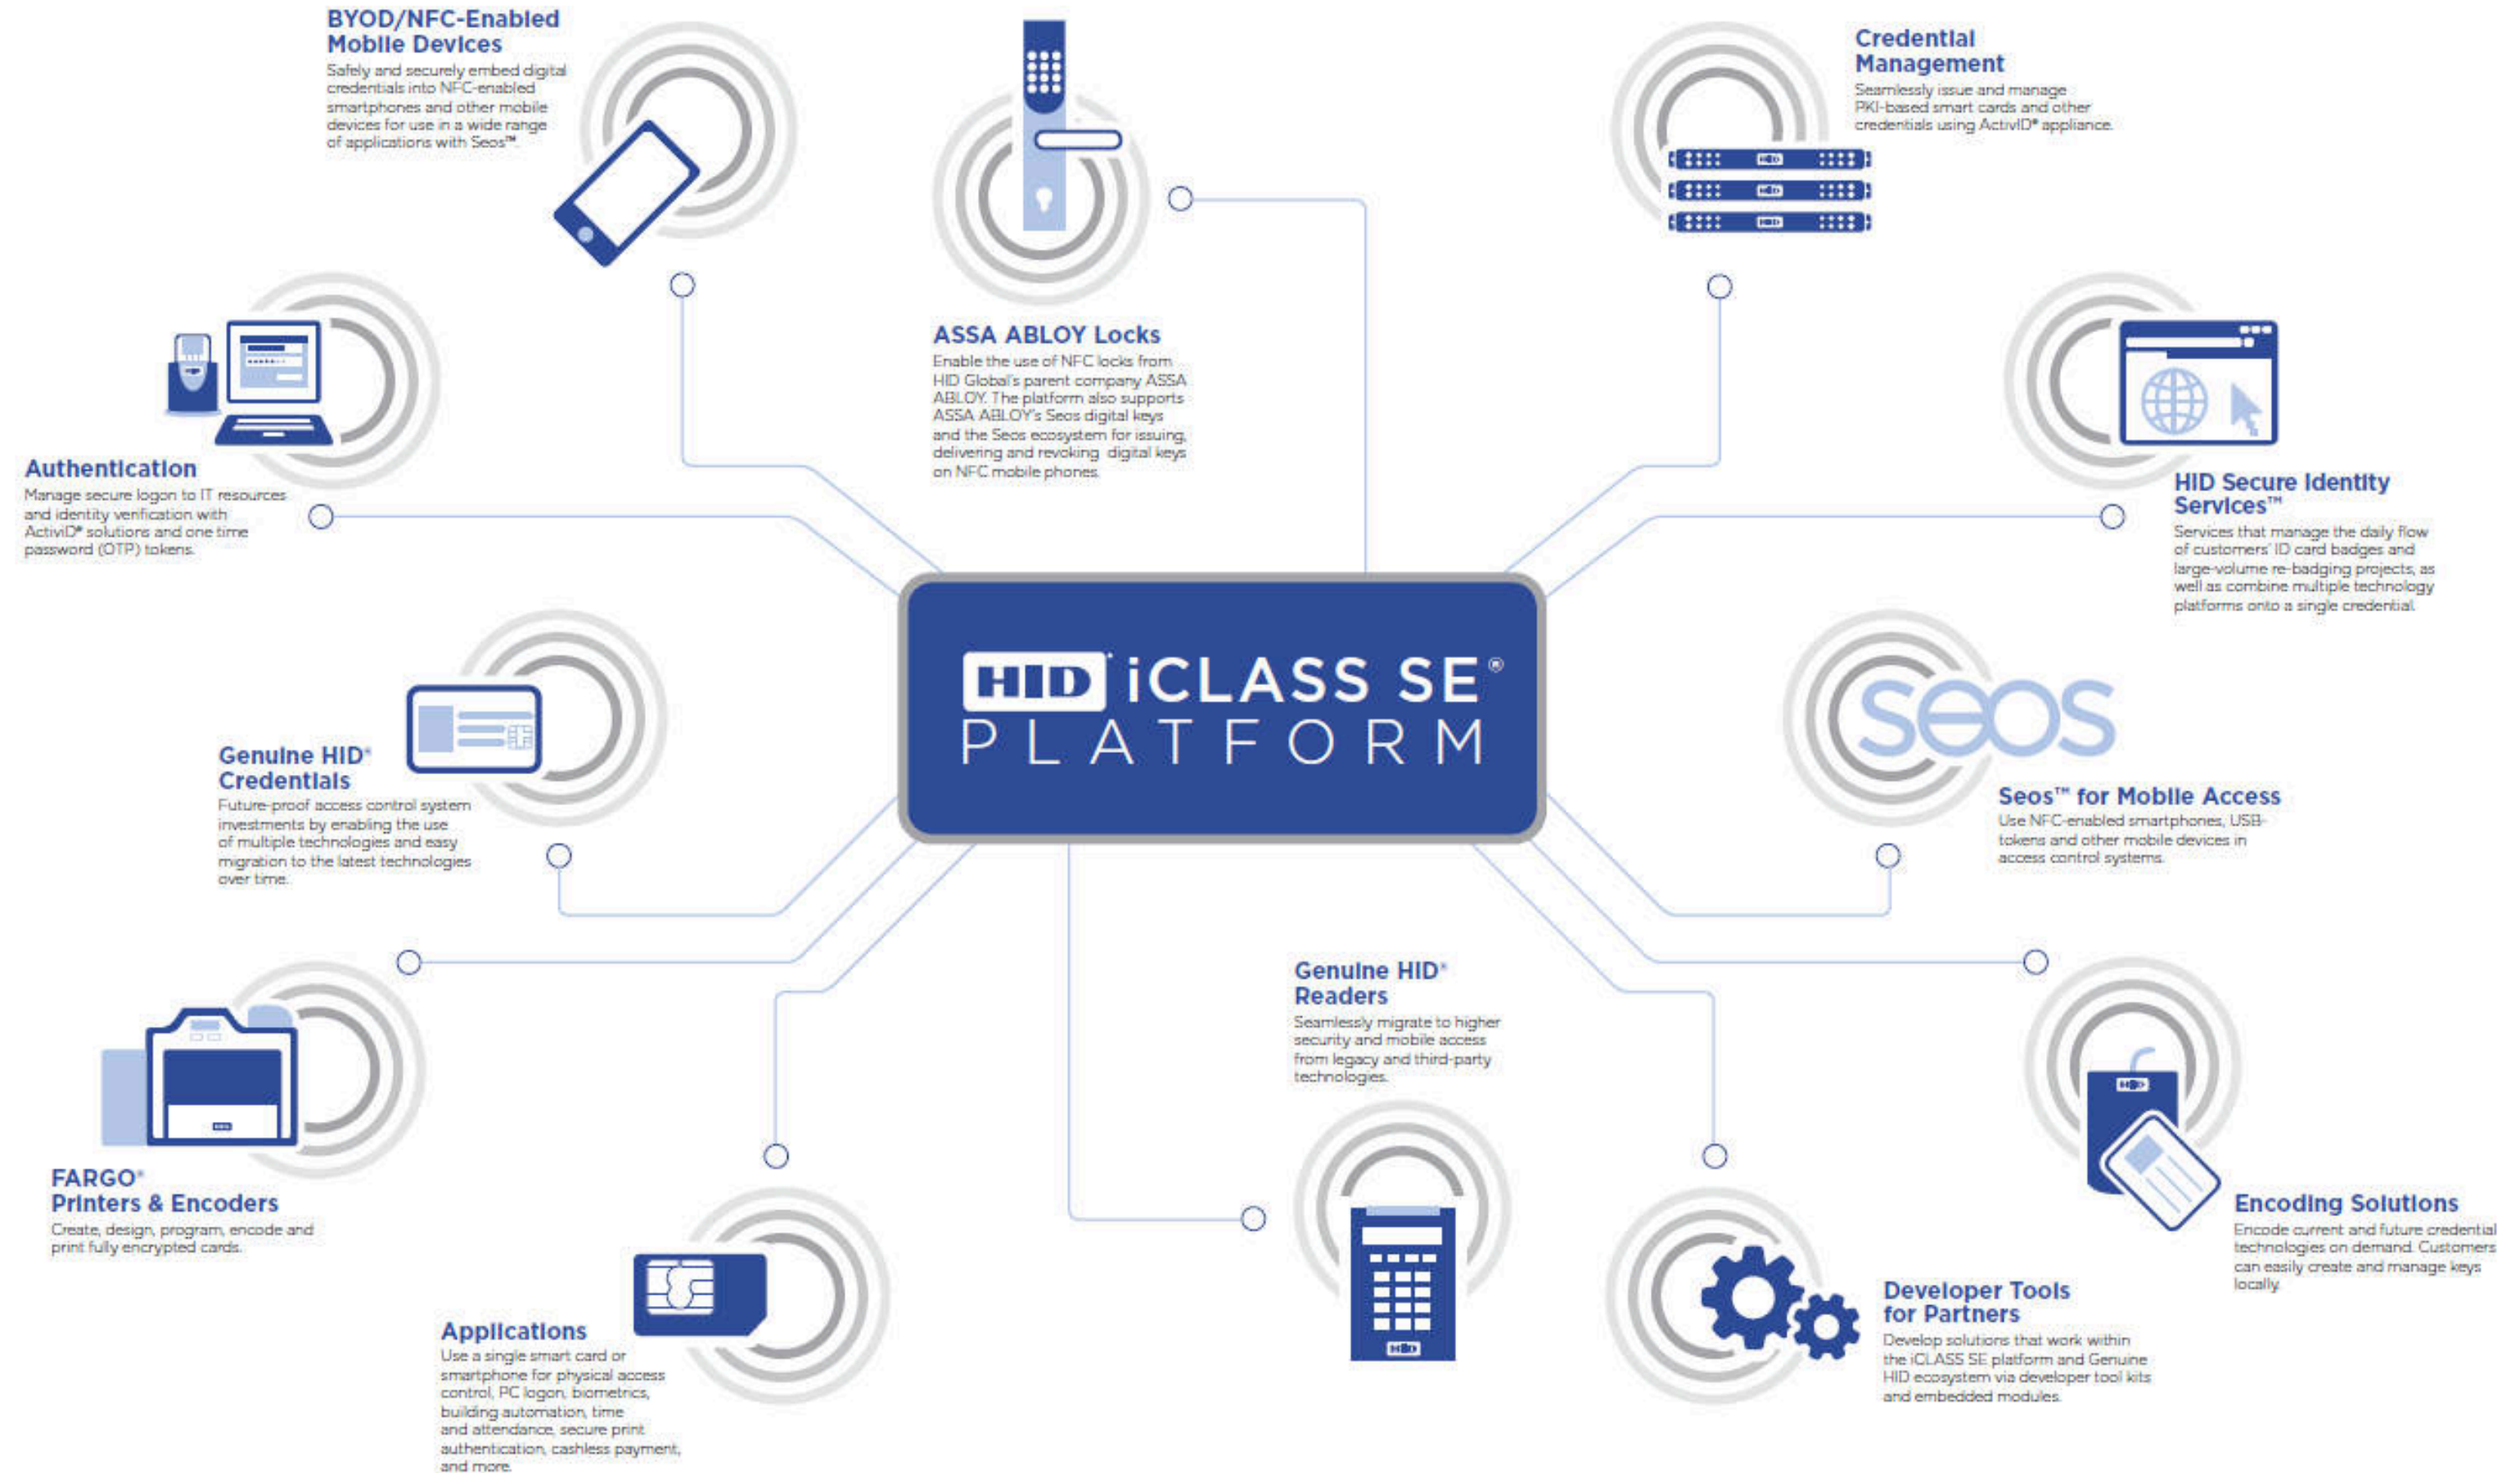 BYOD/NFC-Enabled
Mobile Devices
Safely and securely embed digital
credentials into NFC-enabled
smartphones and other mobile
devices for use in a wide range
of applications with Seos™.
ASSA ABLOY Locks
Enable the use of NFC locks from
HID Global's parent company ASSA
ABLOY. The platform also supports
ASSA ABLOY's Seos digital keys
and the Seos ecosystem for issuing,
delivering and revoking digital keys
on NFC mobile phones.
Credential
Management
Seamlessly issue and manage
PKI-based smart cards and other
credentials using ActivID® appliance.
HID
HID
HID
Authentication
Manage secure logon to IT resources
and identity verification with
ActivID® solutions and one time
password (OTP) tokens.
HID Secure Identity
Services™
Services that manage the daily flow
of customers' ID card badges and
large-volume re-badging projects, as
well as combine multiple technology
platforms onto a single credential.
HID® iCLASS SE®
PLATFORM
Genuine HID®
Credentials
Future-proof access control system
investments by enabling the use
of multiple technologies and easy
migration to the latest technologies
over time.
seos
Seos™ for Mobile Access
Use NFC-enabled smartphones, USB-
tokens and other mobile devices in
access control systems.
FARGO®
Printers & Encoders
Create, design, program, encode and
print fully encrypted cards.
HID
Applications
Use a single smart card or
smartphone for physical access
control, PC logon, biometrics,
building automation, time
and attendance, secure print
authentication, cashless payment,
and more.
Genuine HID®
Readers
Seamlessly migrate to higher
security and mobile access
from legacy and third-party
technologies.
HID
Developer Tools
for Partners
Develop solutions that work within
the iCLASS SE platform and Genuine
HID ecosystem via developer tool kits
and embedded modules.
HID
Encoding Solutions
Encode current and future credential
technologies on demand. Customers
can easily create and manage keys
locally.